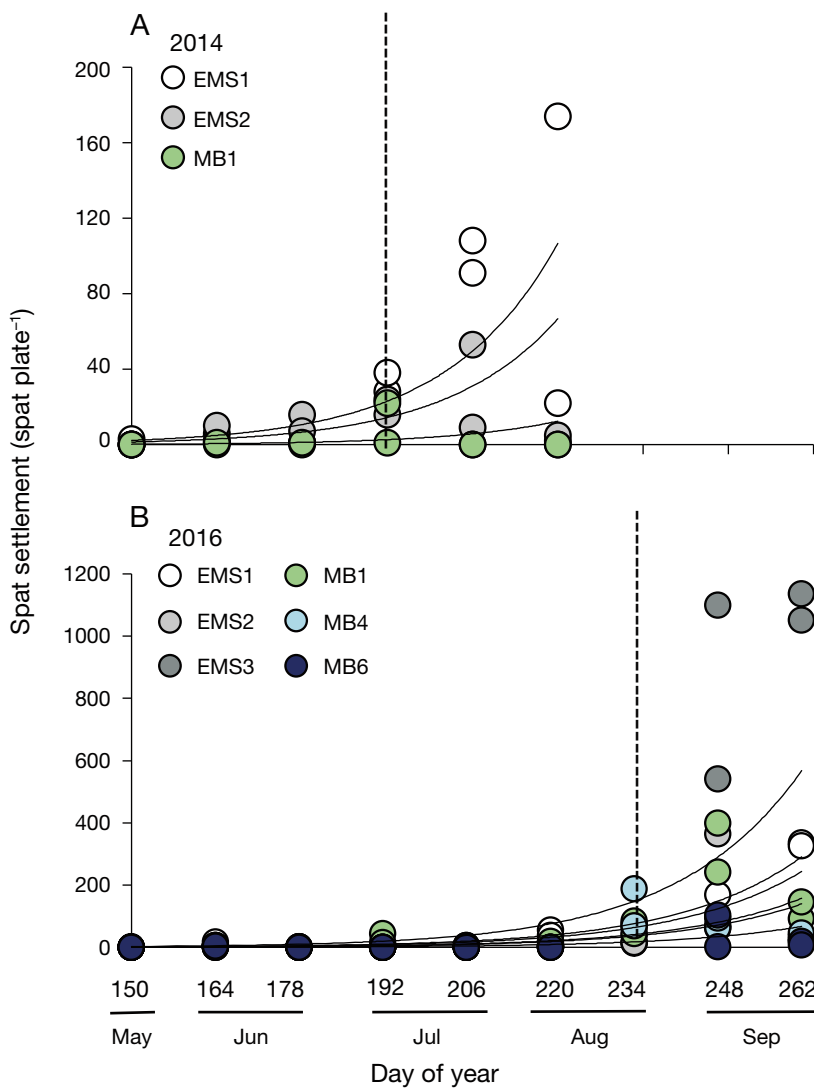 A
2014
EMS1
EMS2
MB1
200
160
120
80
40
0
Spat settlement (spat plate⁻¹)
B
2016
EMS1 MB1
EMS2 MB4
EMS3 MB6
1200
1000
800
600
400
200
0
150 164 178 192 206 220 234 248 262
May Jun Jul Aug Sep
Day of year